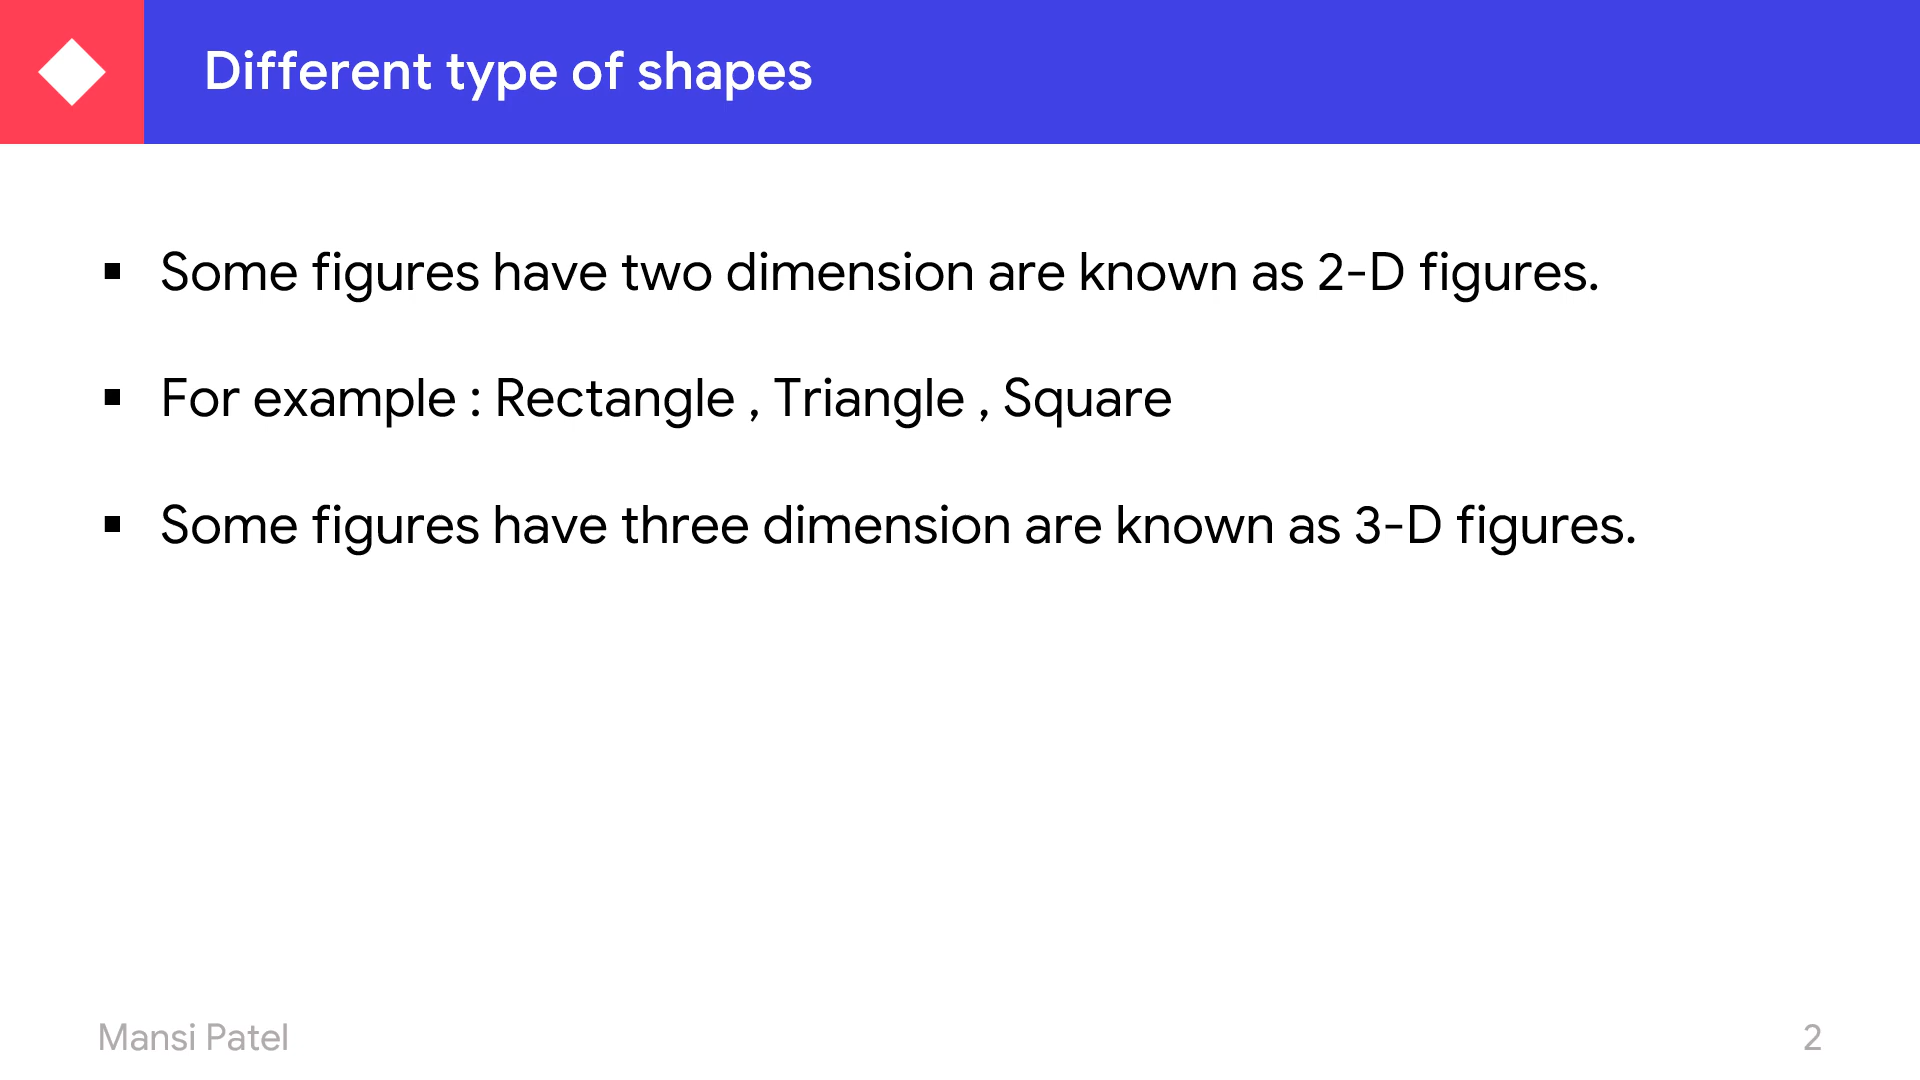 Different type of shapes
▪ Some figures have two dimension are known as 2-D figures.
▪ For example : Rectangle , Triangle , Square
▪ Some figures have three dimension are known as 3-D figures.
Mansi Patel
2